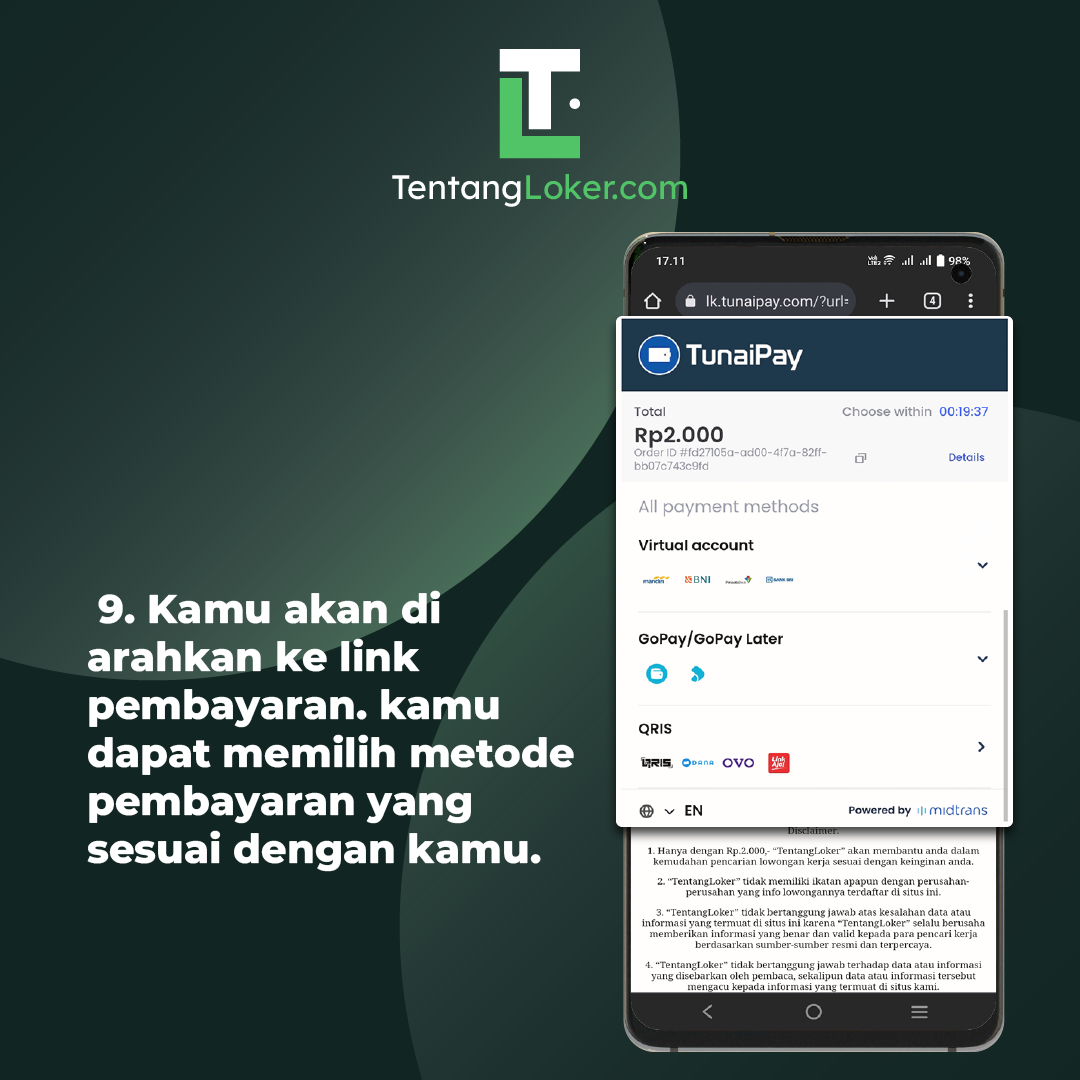 TentangLoker.com
9. Kamu akan di
arahkan ke link
pembayaran. kamu
dapat memilih metode
pembayaran yang
sesuai dengan kamu.
17.11
98%
lk.tunaipay.com/?url=
4
TunaiPay
Total
Choose within 00:19:37
Rp2.000
Order ID #fd27105a-ad00-4f7a-82ff-
bb07c743c9fd
Details
All payment methods
Virtual account
mandiri BNI PermataBank BANK BRI
GoPay/GoPay Later
QRIS
QRIS DANA OVO LinkAja!
EN
Powered by midtrans
Disclaimer.
1. Hanya dengan Rp.2.000,- “TentangLoker” akan membantu anda dalam
kemudahan pencarian lowongan kerja sesuai dengan keinginan anda.
2. “TentangLoker” tidak memiliki ikatan apapun dengan perusahan-
perusahan yang info lowongannya terdaftar di situs ini.
3. “TentangLoker” tidak bertanggung jawab atas kesalahan data atau
informasi yang termuat di situs ini karena “TentangLoker” selalu berusaha
memberikan informasi yang benar dan valid kepada para pencari kerja
berdasarkan sumber-sumber resmi dan terpercaya.
4. “TentangLoker” tidak bertanggung jawab terhadap data atau informasi
yang disebarkan oleh pembaca, sekalipun data atau informasi tersebut
mengacu kepada informasi yang termuat di situs kami.